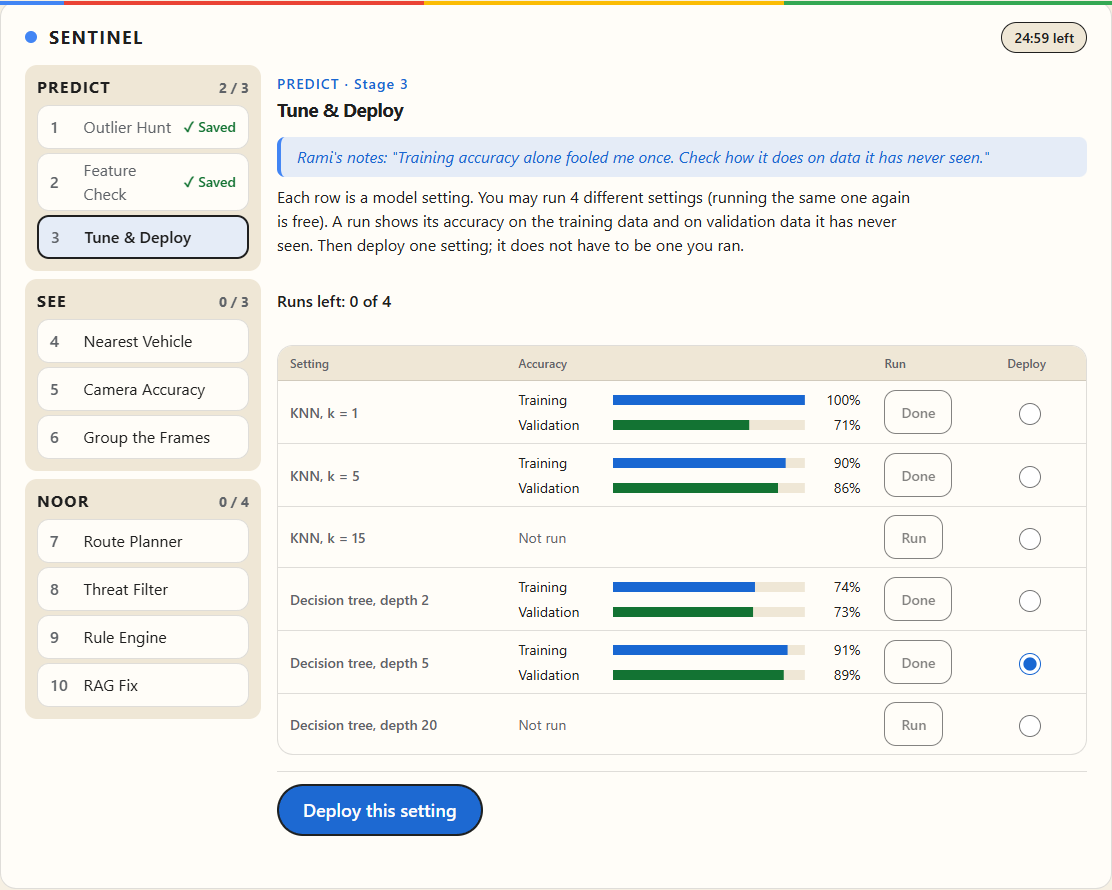 SENTINEL
24:59 left
PREDICT 2 / 3
1 Outlier Hunt ✓ Saved
2 Feature Check ✓ Saved
3 Tune & Deploy
SEE 0 / 3
4 Nearest Vehicle
5 Camera Accuracy
6 Group the Frames
NOOR 0 / 4
7 Route Planner
8 Threat Filter
9 Rule Engine
10 RAG Fix
PREDICT · Stage 3
Tune & Deploy
Rami's notes: "Training accuracy alone fooled me once. Check how it does on data it has never seen."
Each row is a model setting. You may run 4 different settings (running the same one again
is free). A run shows its accuracy on the training data and on validation data it has never
seen. Then deploy one setting; it does not have to be one you ran.
Runs left: 0 of 4
Setting Accuracy Run Deploy
KNN, k = 1
Training 100%
Validation 71%
Done
KNN, k = 5
Training 90%
Validation 86%
Done
KNN, k = 15
Not run
Run
Decision tree, depth 2
Training 74%
Validation 73%
Done
Decision tree, depth 5
Training 91%
Validation 89%
Done
Decision tree, depth 20
Not run
Run
Deploy this setting